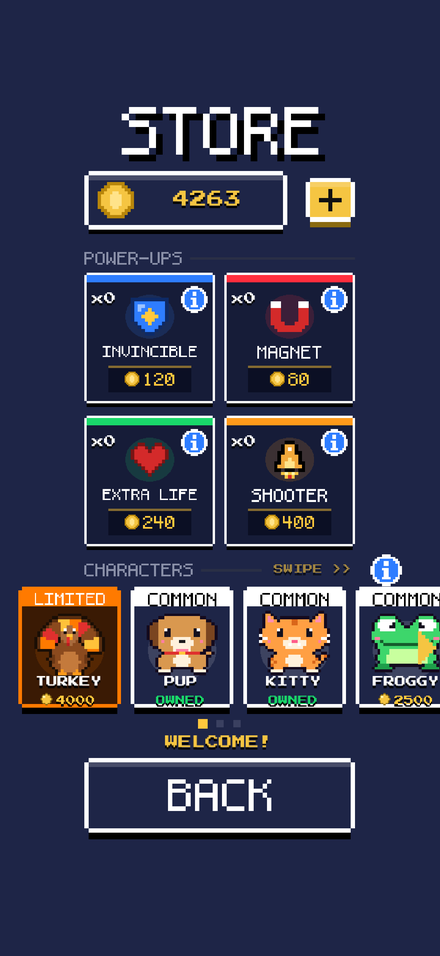 STORE
4263 +
POWER-UPS
x0 i x0 i
INVINCIBLE MAGNET
120 80
x0 i x0 i
EXTRA LIFE SHOOTER
240 400
CHARACTERS SWIPE >> i
LIMITED COMMON COMMON COMMON
TURKEY PUP KITTY FROGGY
4000 OWNED OWNED 2500
WELCOME!
BACK